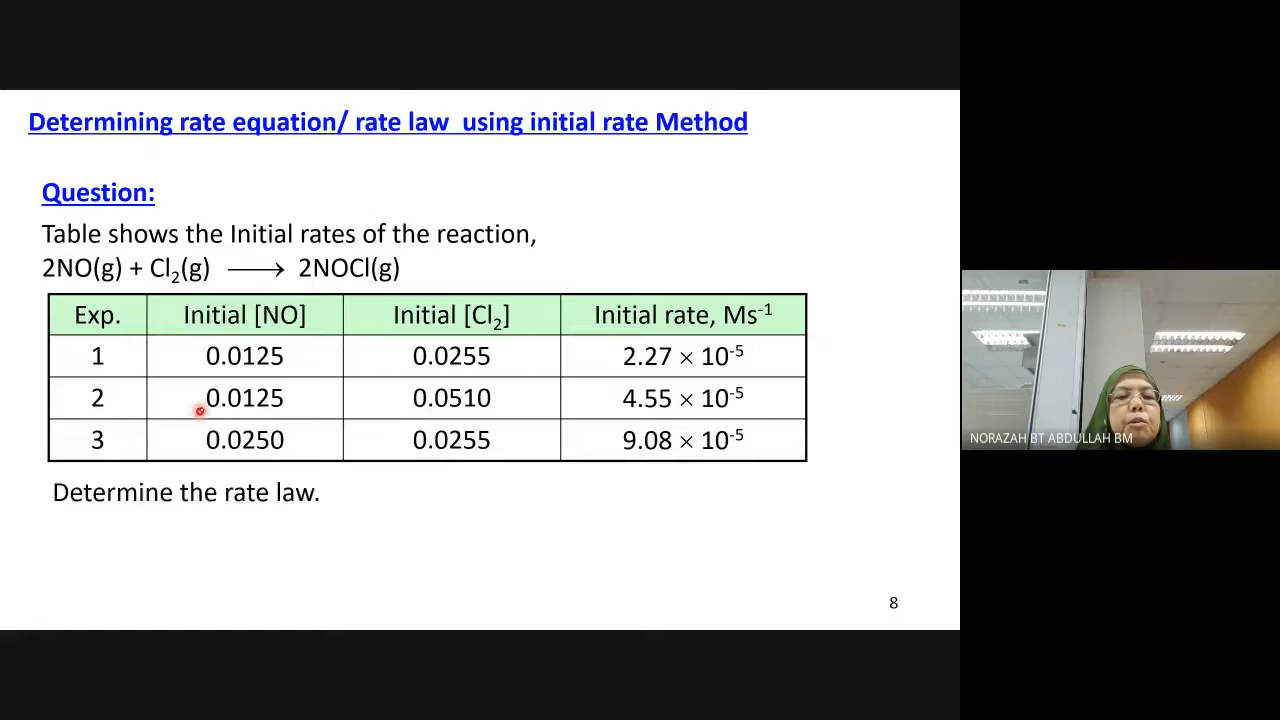 Determining rate equation/ rate law using initial rate Method
Question:
Table shows the Initial rates of the reaction,
2NO(g) + Cl₂(g) ⟶ 2NOCl(g)
Exp. Initial [NO] Initial [Cl₂] Initial rate, Ms⁻¹
1 0.0125 0.0255 2.27 × 10⁻⁵
2 0.0125 0.0510 4.55 × 10⁻⁵
3 0.0250 0.0255 9.08 × 10⁻⁵
Determine the rate law.
8
NORAZAH BT ABDULLAH BM